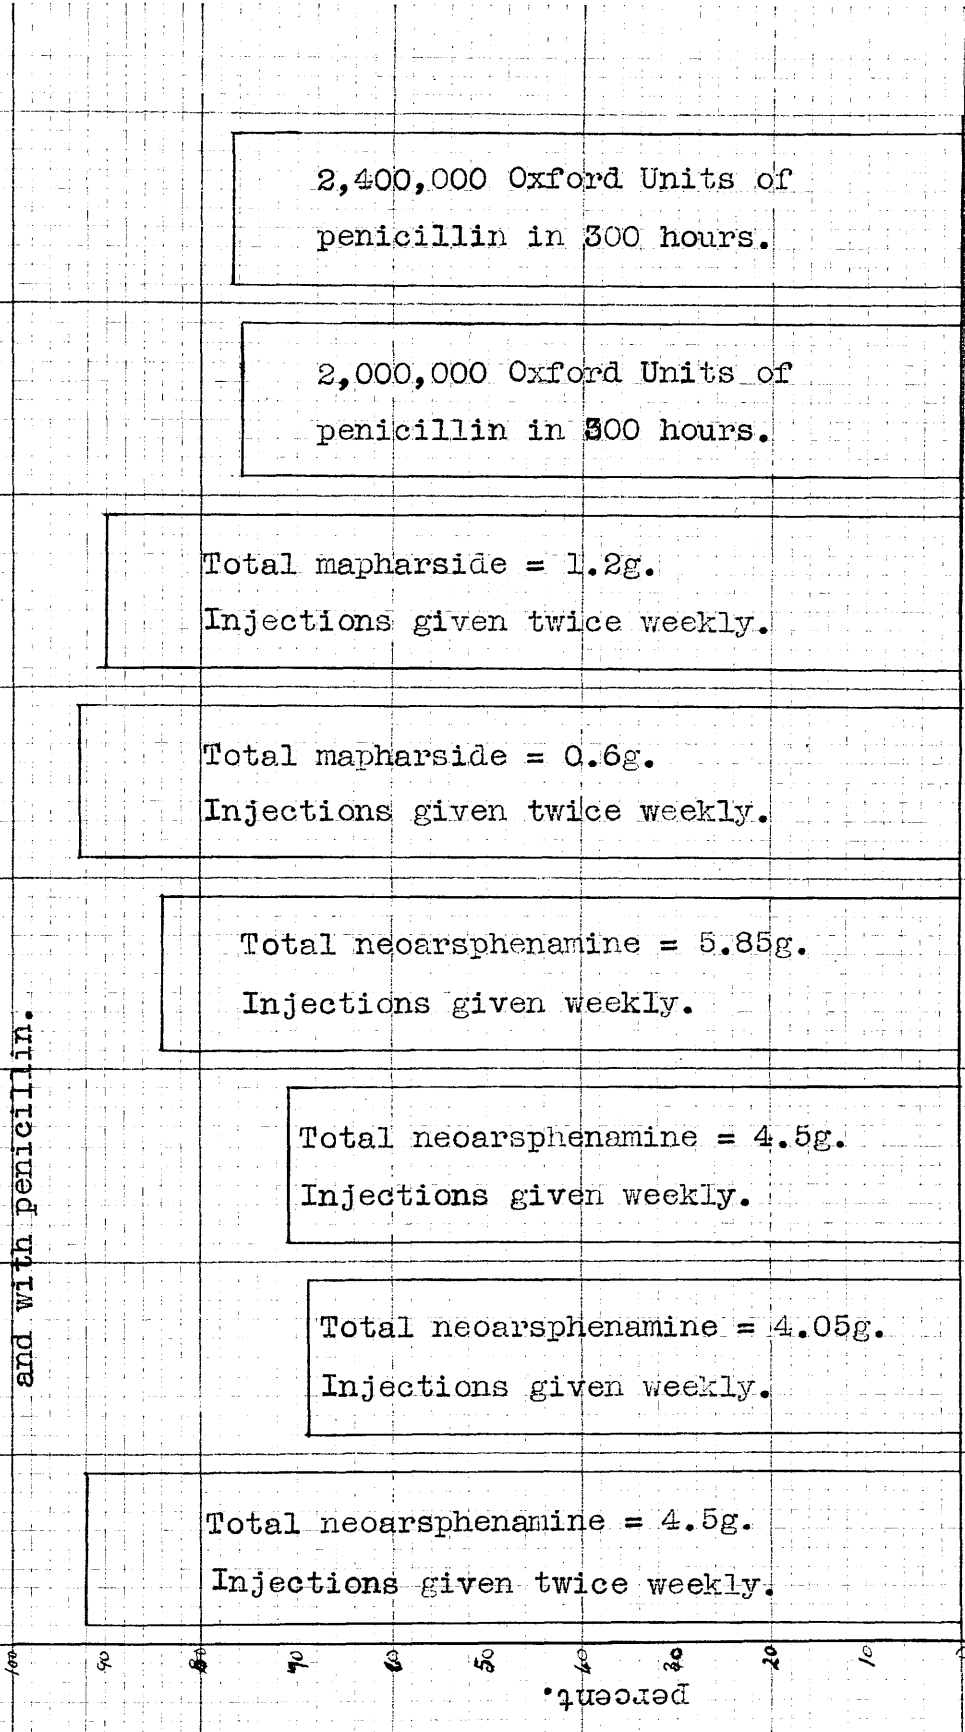 2,400,000 Oxford Units of
penicillin in 300 hours.
2,000,000 Oxford Units of
penicillin in 300 hours.
Total mapharside = 1.2g.
Injections given twice weekly.
Total mapharside = 0.6g.
Injections given twice weekly.
Total neoarsphenamine = 5.85g.
Injections given weekly.
Total neoarsphenamine = 4.5g.
Injections given weekly.
Total neoarsphenamine = 4.05g.
Injections given weekly.
Total neoarsphenamine = 4.5g.
Injections given twice weekly.
and with penicillin.
100 90 80 70 60 50 40 30 20 10 0
percent.